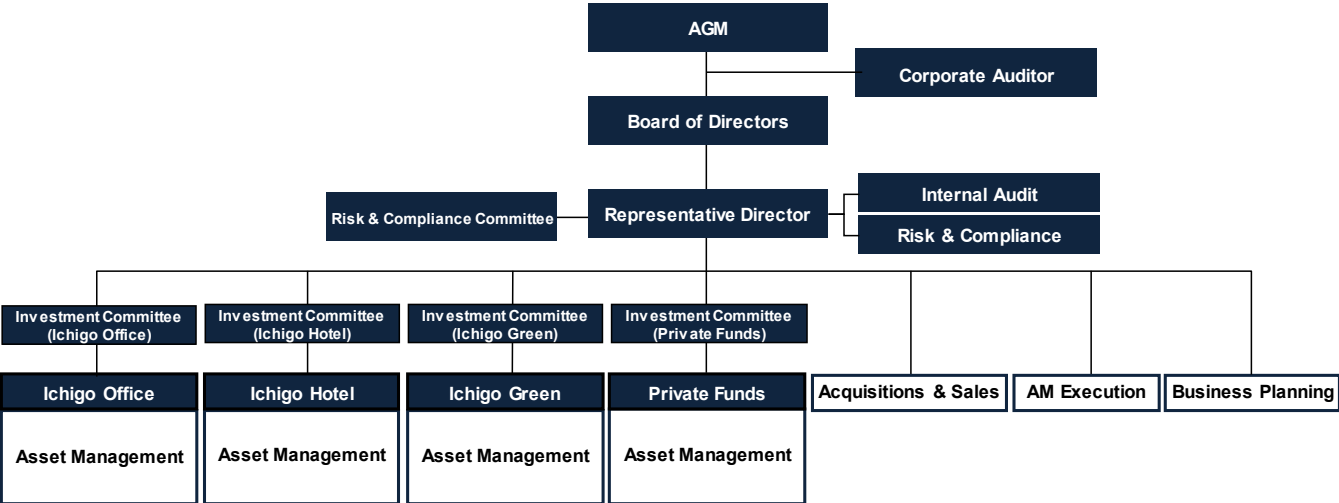 AGM
Corporate Auditor
Board of Directors
Risk & Compliance Committee
Representative Director
Internal Audit
Risk & Compliance
Investment Committee
(Ichigo Office)
Investment Committee
(Ichigo Hotel)
Investment Committee
(Ichigo Green)
Investment Committee
(Private Funds)
Ichigo Office
Asset Management
Ichigo Hotel
Asset Management
Ichigo Green
Asset Management
Private Funds
Asset Management
Acquisitions & Sales
AM Execution
Business Planning